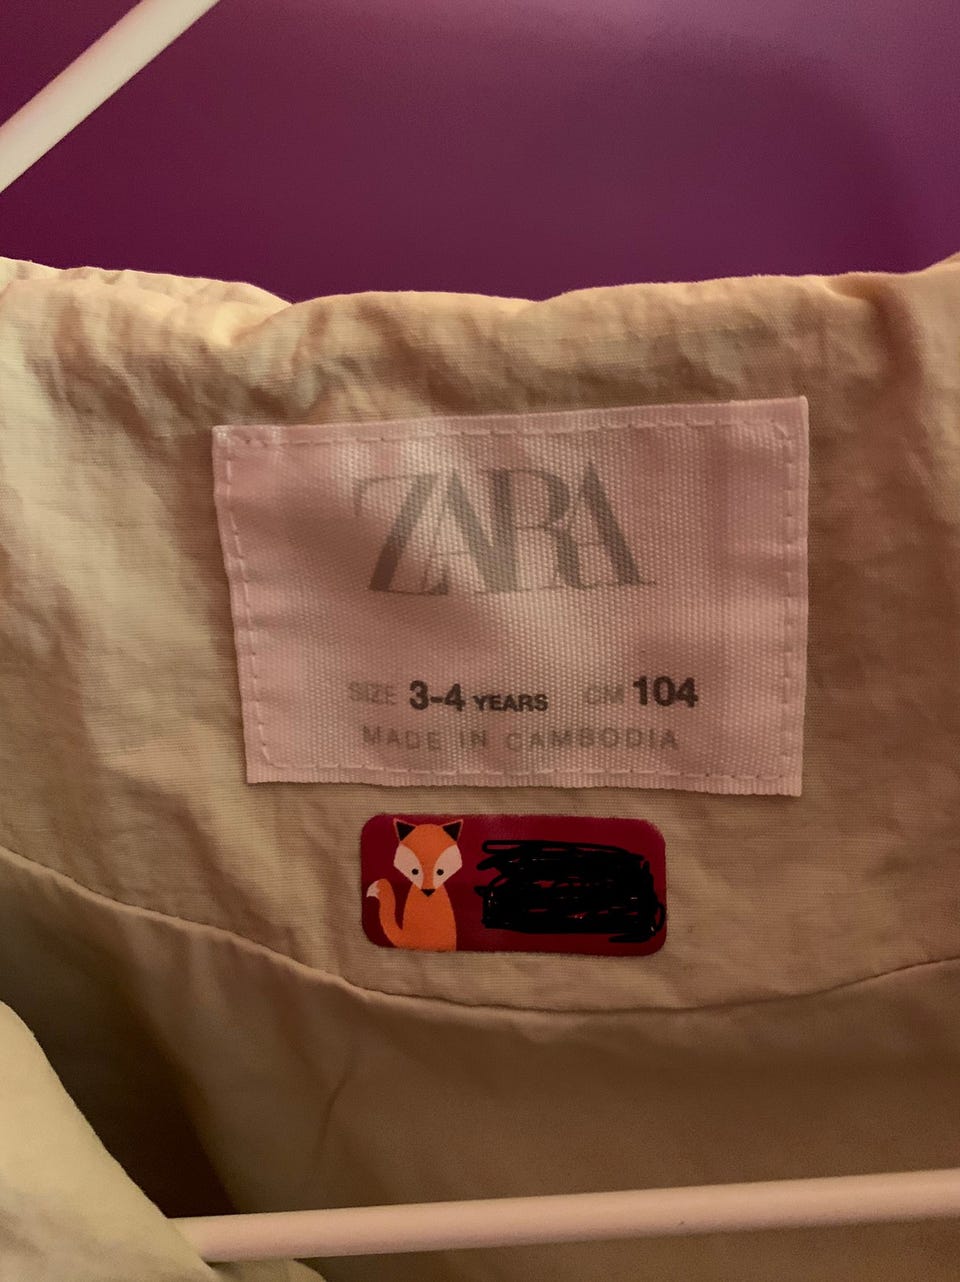 ZARA
SIZE 3-4 YEARS CM 104
MADE IN CAMBODIA